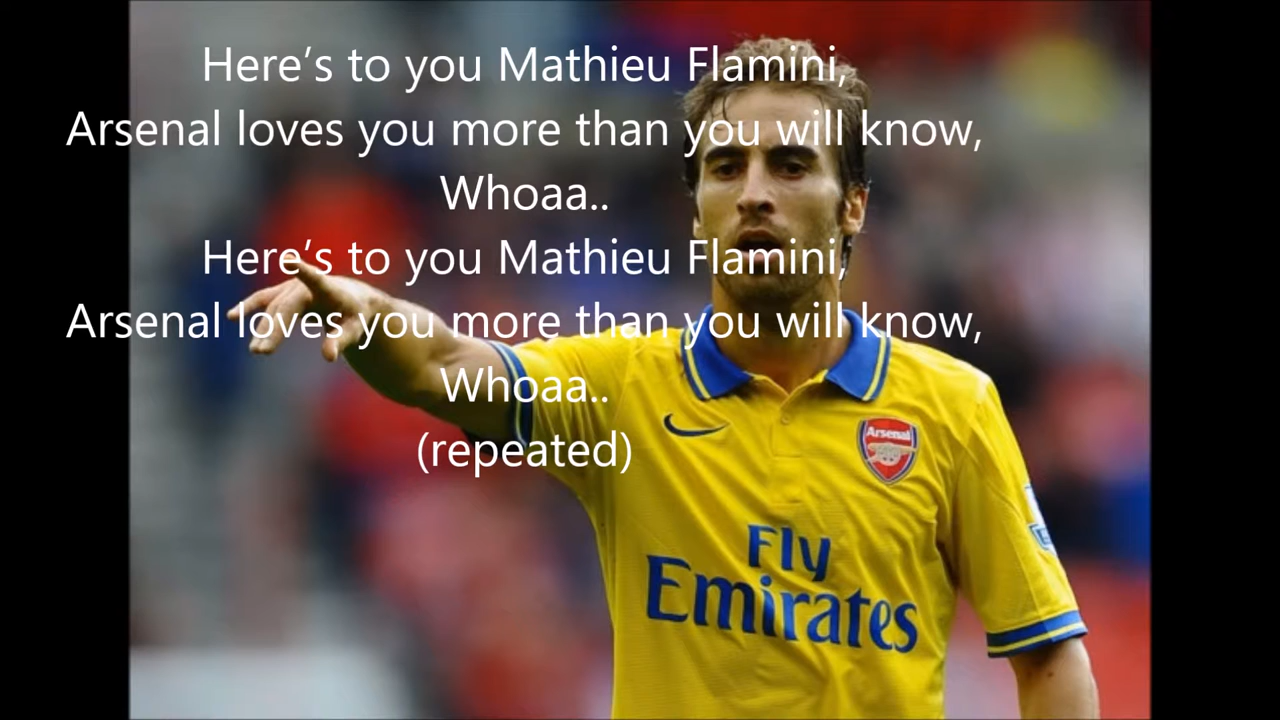 Here’s to you Mathieu Flamini,
Arsenal loves you more than you will know,
Whoaa..
Here’s to you Mathieu Flamini,
Arsenal loves you more than you will know,
Whoaa..
(repeated)
Arsenal
Fly
Emirates